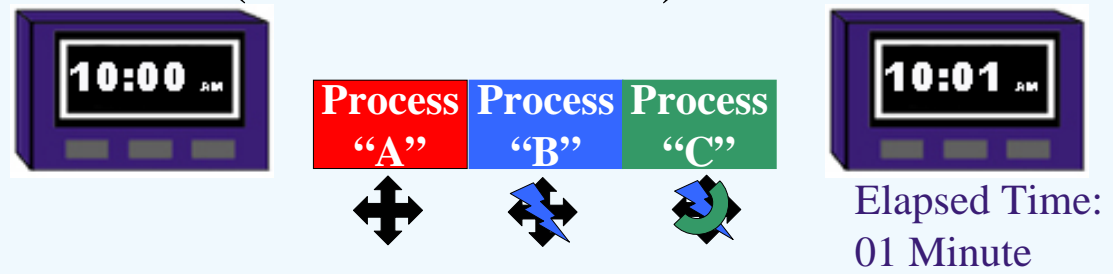 10:00 AM
Process Process Process
“A” “B” “C”
10:01 AM
Elapsed Time:
01 Minute